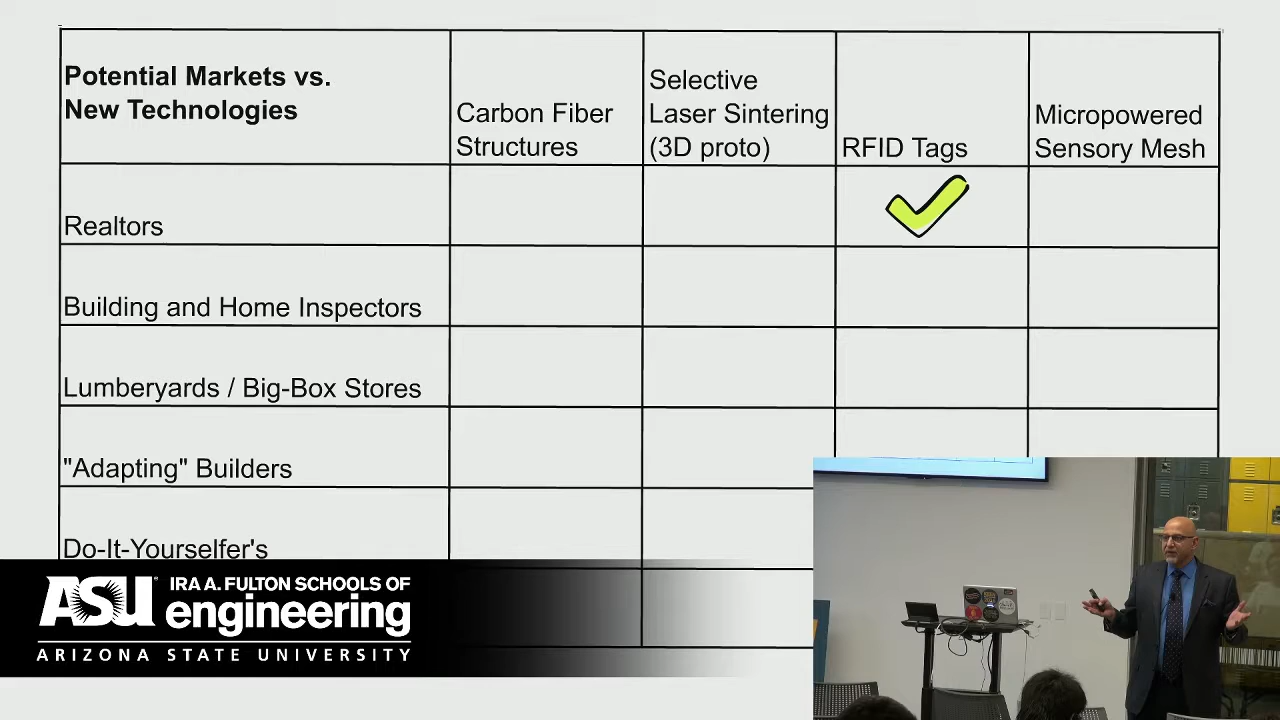 Potential Markets vs.
New Technologies
Carbon Fiber
Structures
Selective
Laser Sintering
(3D proto)
RFID Tags
Micropowered
Sensory Mesh
Realtors
Building and Home Inspectors
Lumberyards / Big-Box Stores
"Adapting" Builders
Do-It-Yourselfer's
ASU
IRA A. FULTON SCHOOLS OF
engineering
ARIZONA STATE UNIVERSITY